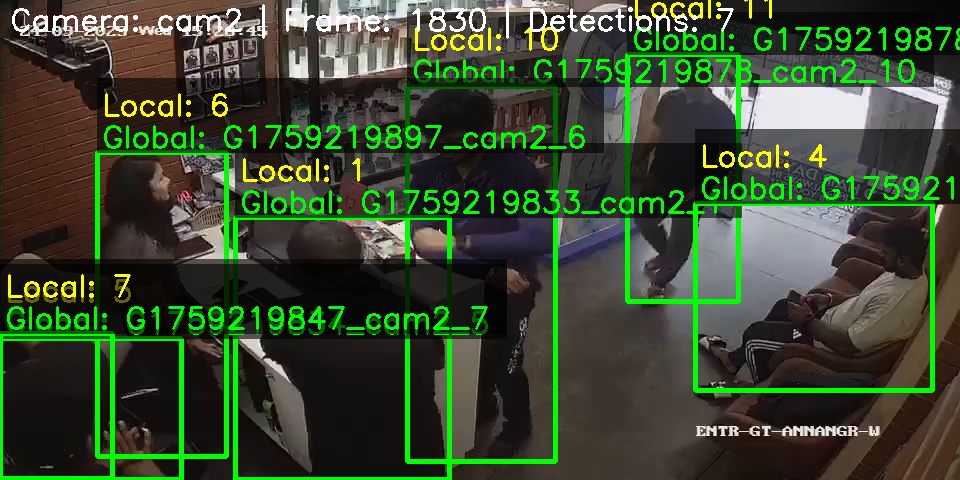 Camera: cam2 | Frame: 1830 | Detections: 7
Local: 11
Global: G1759219878
Local: 10
Global: G1759219878_cam2_10
Local: 6
Global: G1759219897_cam2_6
Local: 4
Global: G175921
Local: 1
Global: G1759219833_cam2_1
Local: 7
Global: G1759219847_cam2_7
ENTR-GT-ANNANGR-W